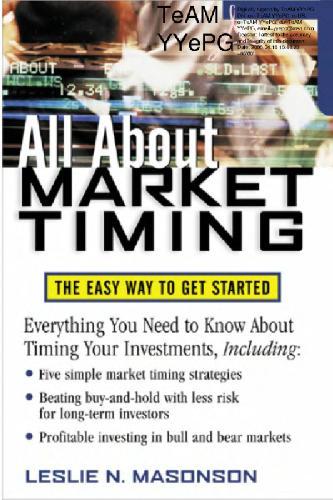 TeAM
YYePG
ABOUT
SLD.LAST
12.34
All About
MARKET
TIMING
THE EASY WAY TO GET STARTED
Everything You Need to Know About
Timing Your Investments, Including:
• Five simple market timing strategies
• Beating buy-and-hold with less risk
for long-term investors
• Profitable investing in bull and bear markets
LESLIE N. MASONSON